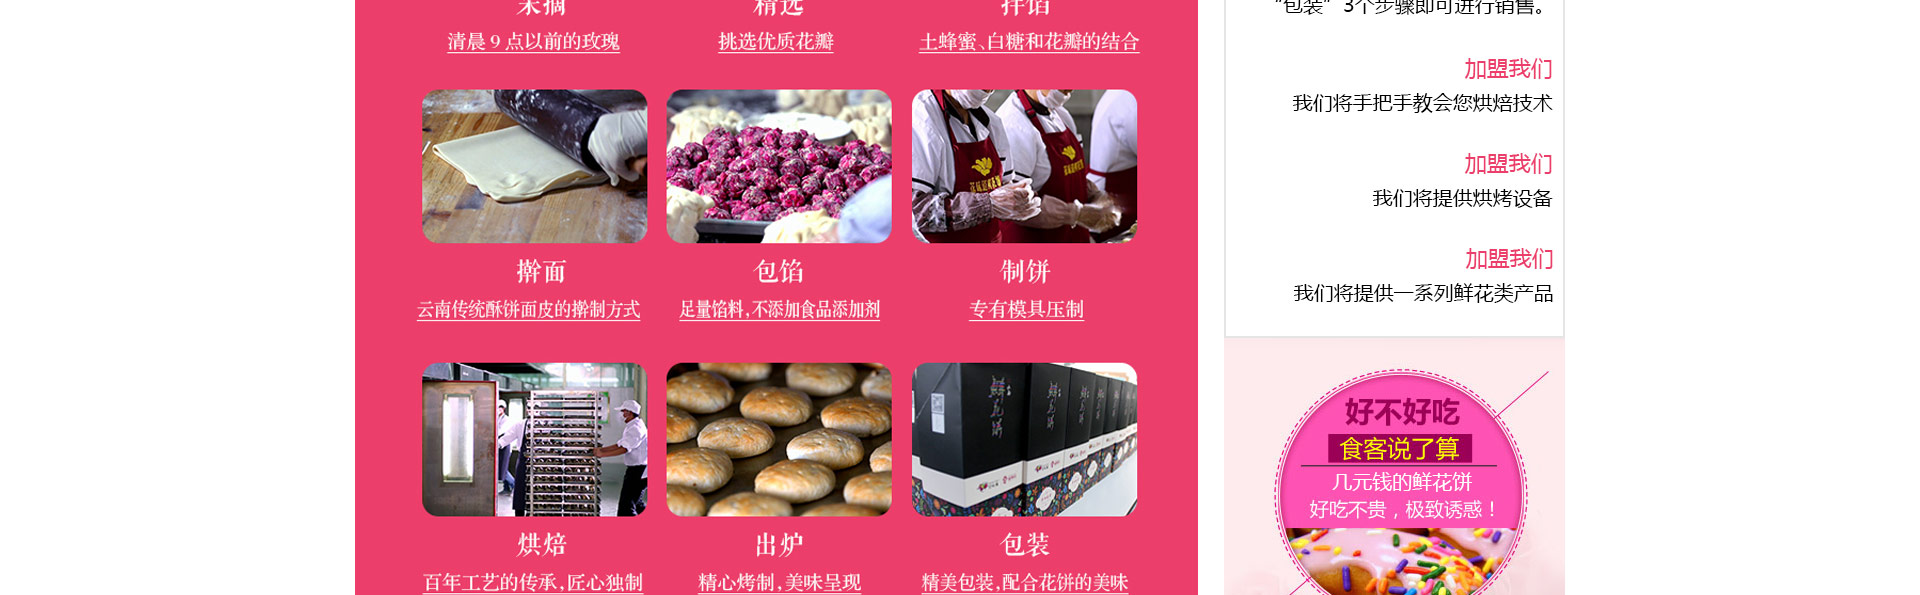 采摘
精选
拌馅
清晨9点以前的玫瑰
挑选优质花瓣
土蜂蜜、白糖和花瓣的结合
擀面
包馅
制饼
云南传统酥饼面皮的擀制方式
足量馅料,不添加食品添加剂
专有模具压制
鲜花饼
烘焙
出炉
包装
百年工艺的传承,匠心独制
精心烤制,美味呈现
精美包装,配合花饼的美味
“包装”3个步骤即可进行销售。
加盟我们
我们将手把手教会您烘焙技术
加盟我们
我们将提供烘烤设备
加盟我们
我们将提供一系列鲜花类产品
好不好吃
食客说了算
几元钱的鲜花饼
好吃不贵，极致诱惑！